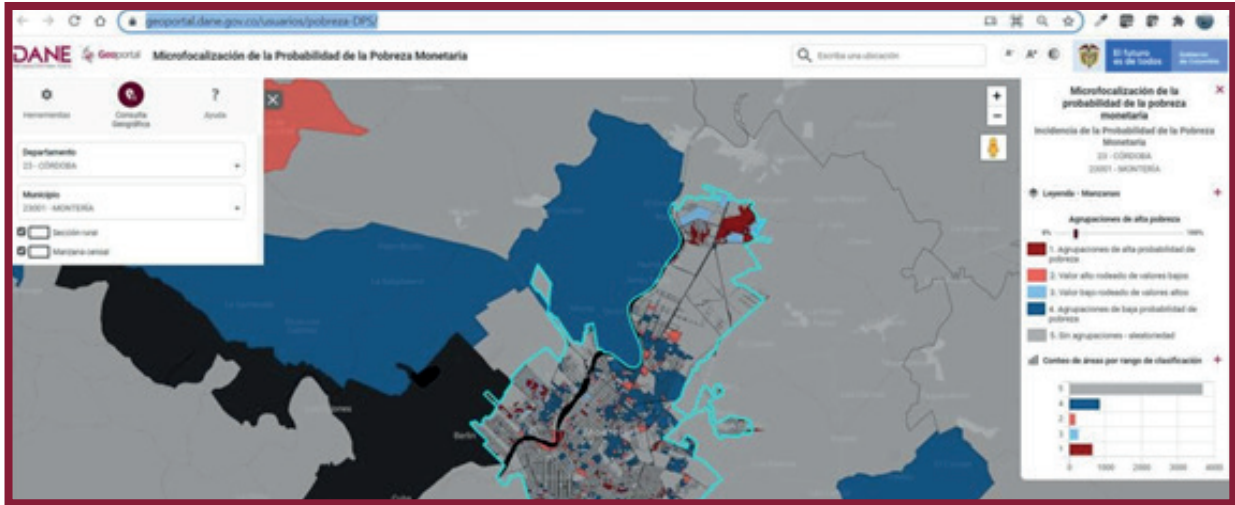 geoportal.dane.gov.co/usuarios/pobreza-DPS/
DANE Geoportal Microfocalización de la Probabilidad de la Pobreza Monetaria
Escriba una ubicación
A- A+
El futuro
es de todos
Gobierno
de Colombia
Herramientas
Consulta
Geográfica
Ayuda
?
Departamento
23 - CÓRDOBA
Municipio
23001 - MONTERÍA
Sección rural
Manzana censal
+
-
Berlín
Microfocalización de la
probabilidad de la pobreza
monetaria
Incidencia de la Probabilidad de la Pobreza
Monetaria
23 - CÓRDOBA
23001 - MONTERÍA
Leyenda - Manzanas +
Agrupaciones de alta pobreza
0% 100%
1. Agrupaciones de alta probabilidad de
pobreza
2. Valor alto rodeado de valores bajos
3. Valor bajo rodeado de valores altos
4. Agrupaciones de baja probabilidad de
pobreza
5. Sin agrupaciones - aleatoriedad
Conteo de áreas por rango de clasificación +
5
4
2
3
1
0 1000 2000 3000 4000